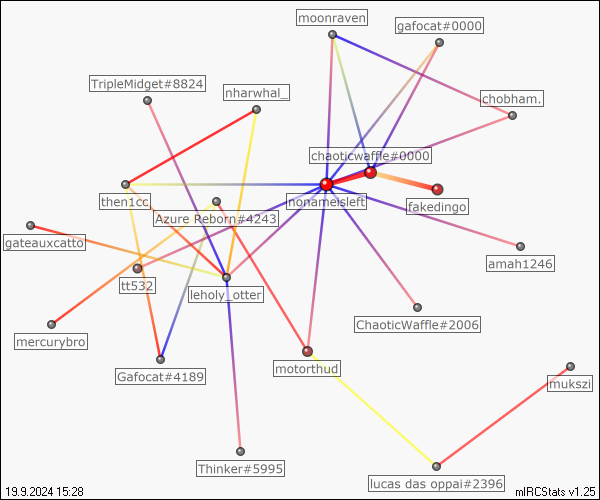 moonraven
gafocat#0000
TripleMidget#8824
nharwhal_
chobham.
chaoticwaffle#0000
then1cc
nonameisleft
fakedingo
Azure Reborn#4243
gateauxcatto
amah1246
tt532
leholy_otter
ChaoticWaffle#2006
mercurybro
Gafocat#4189
motorthud
mukszi
Thinker#5995
lucas das oppai#2396
19.9.2024 15:28
mIRCStats v1.25